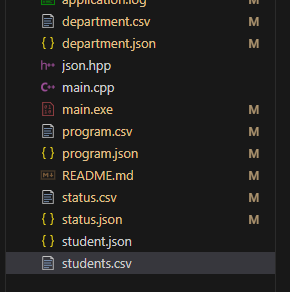 application.log
department.csv M
{ } department.json M
json.hpp
main.cpp
main.exe M
program.csv M
{ } program.json M
README.md M
status.csv M
{ } status.json M
{ } student.json
students.csv